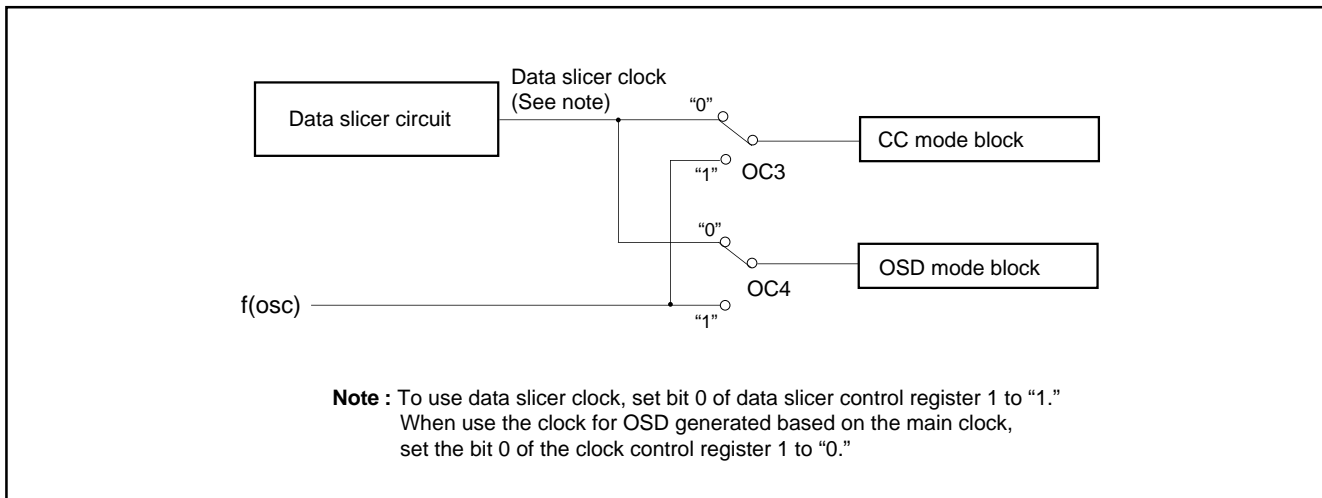 Data slicer clock
(See note)
Data slicer circuit
“0”
CC mode block
“1”
OC3
“0”
OSD mode block
OC4
f(osc)
“1”
Note : To use data slicer clock, set bit 0 of data slicer control register 1 to “1.”
When use the clock for OSD generated based on the main clock,
set the bit 0 of the clock control register 1 to “0.”